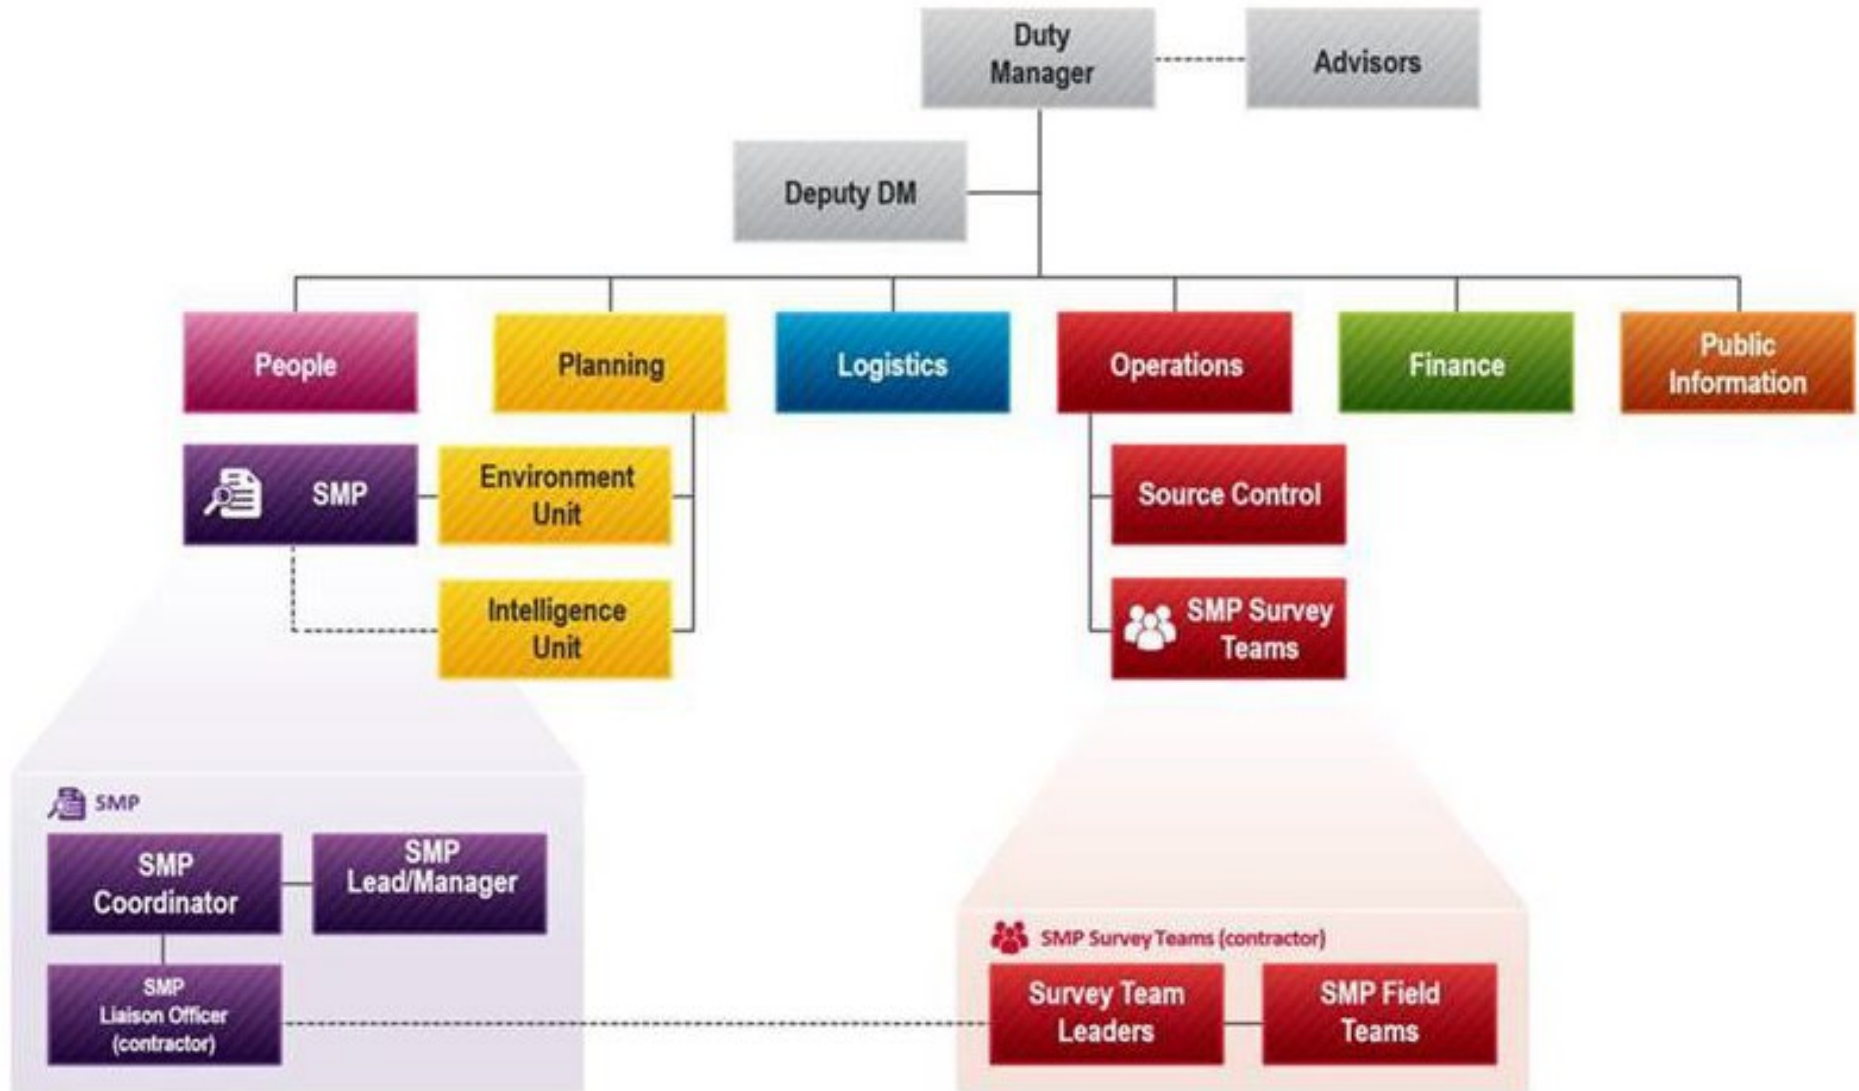 Duty
Manager
Advisors
Deputy DM
People
Planning
Logistics
Operations
Finance
Public
Information
SMP
Environment
Unit
Source Control
Intelligence
Unit
SMP Survey
Teams
SMP
SMP
Coordinator
SMP
Lead/Manager
SMP
Liaison Officer
(contractor)
SMP Survey Teams (contractor)
Survey Team
Leaders
SMP Field
Teams